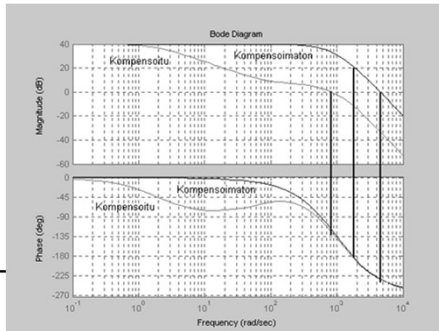 Bode Diagram
40
20
0
-20
-40
-60
Magnitude (dB)
Kompensoitu
Kompensoimaton
0
-45
-90
-135
-180
-225
-270
Phase (deg)
Kompensoimaton
Kompensoitu
10^-1
10^0
10^1
10^2
10^3
10^4
Frequency (rad/sec)